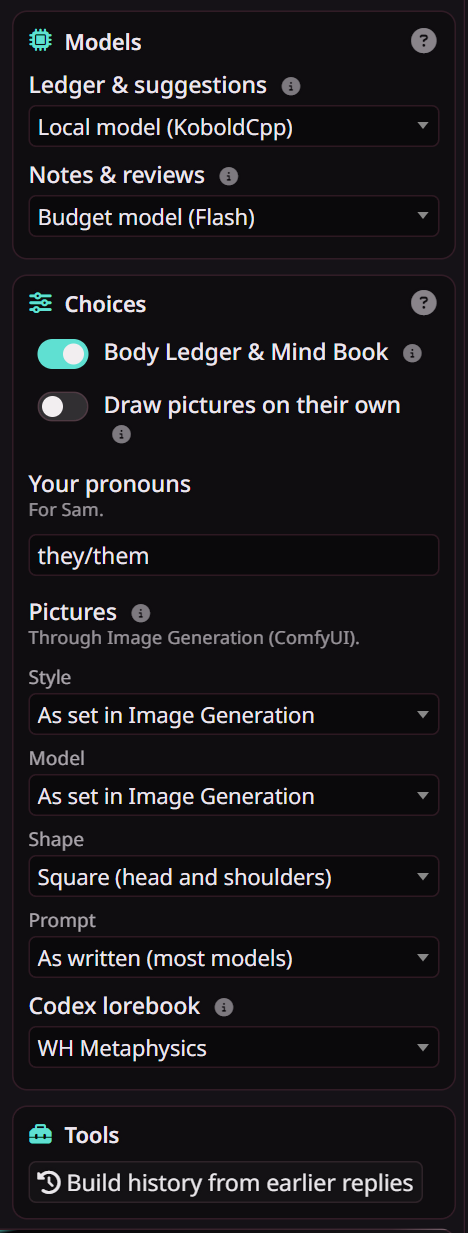 Models
?
Ledger & suggestions i
Local model (KoboldCpp)
Notes & reviews i
Budget model (Flash)
Choices
?
Body Ledger & Mind Book i
Draw pictures on their own
i
Your pronouns
For Sam.
they/them
Pictures i
Through Image Generation (ComfyUI).
Style
As set in Image Generation
Model
As set in Image Generation
Shape
Square (head and shoulders)
Prompt
As written (most models)
Codex lorebook i
WH Metaphysics
Tools
Build history from earlier replies